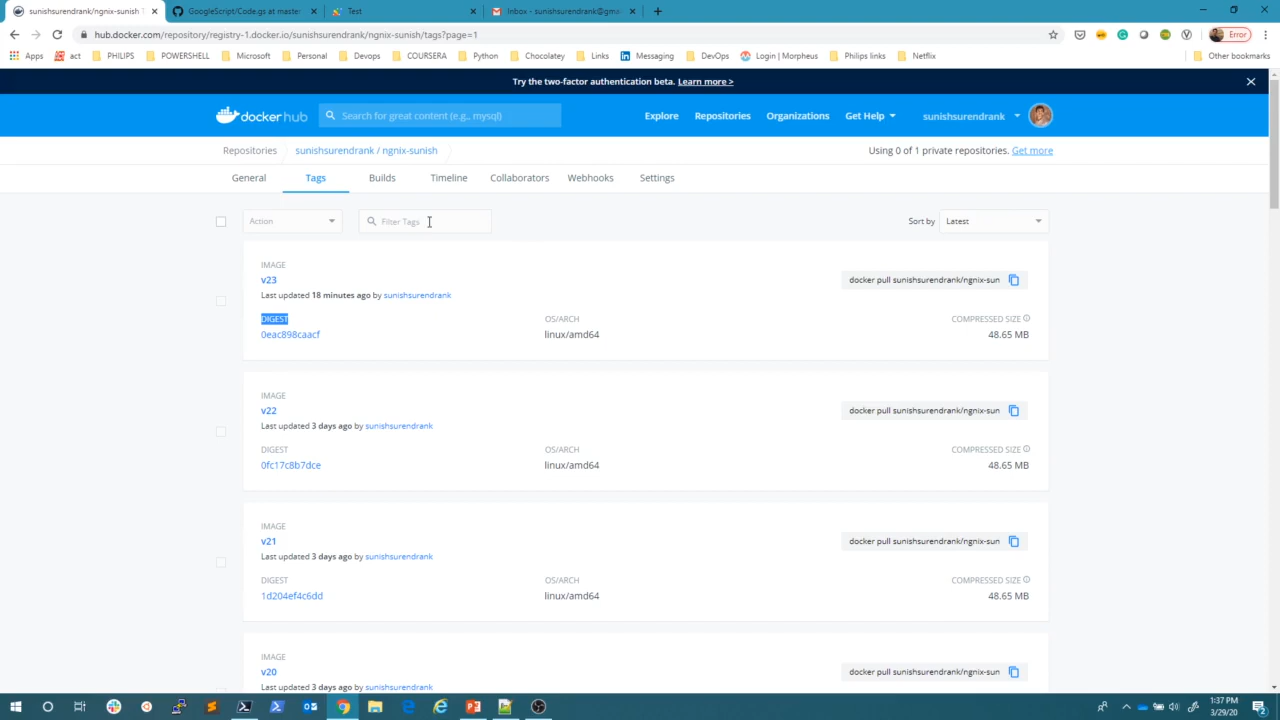 sunishsurendrank/ngnix-sunish T
GoogleScript/Code.gs at master
Test
Inbox - sunishsurendrank@gm
hub.docker.com/repository/registry-1.docker.io/sunishsurendrank/ngnix-sunish/tags?page=1
Error
Apps
act
PHILIPS
POWERSHELL
Microsoft
Personal
Devops
COURSERA
Python
Chocolatey
Links
Messaging
DevOps
Login | Morpheus
Philips links
Netflix
Other bookmarks
Try the two-factor authentication beta. Learn more >
dockerhub
Search for great content (e.g., mysql)
Explore
Repositories
Organizations
Get Help
sunishsurendrank
Repositories
sunishsurendrank / ngnix-sunish
Using 0 of 1 private repositories. Get more
General
Tags
Builds
Timeline
Collaborators
Webhooks
Settings
Action
Filter Tags
Sort by
Latest
IMAGE
v23
Last updated 18 minutes ago by sunishsurendrank
docker pull sunishsurendrank/ngnix-sun
DIGEST
OS/ARCH
COMPRESSED SIZE
0eac898caacf
linux/amd64
48.65 MB
IMAGE
v22
Last updated 3 days ago by sunishsurendrank
docker pull sunishsurendrank/ngnix-sun
DIGEST
OS/ARCH
COMPRESSED SIZE
0fc17c8b7dce
linux/amd64
48.65 MB
IMAGE
v21
Last updated 3 days ago by sunishsurendrank
docker pull sunishsurendrank/ngnix-sun
DIGEST
OS/ARCH
COMPRESSED SIZE
1d204ef4c6dd
linux/amd64
48.65 MB
IMAGE
v20
Last updated 3 days ago by sunishsurendrank
docker pull sunishsurendrank/ngnix-sun
1:37 PM
3/29/20